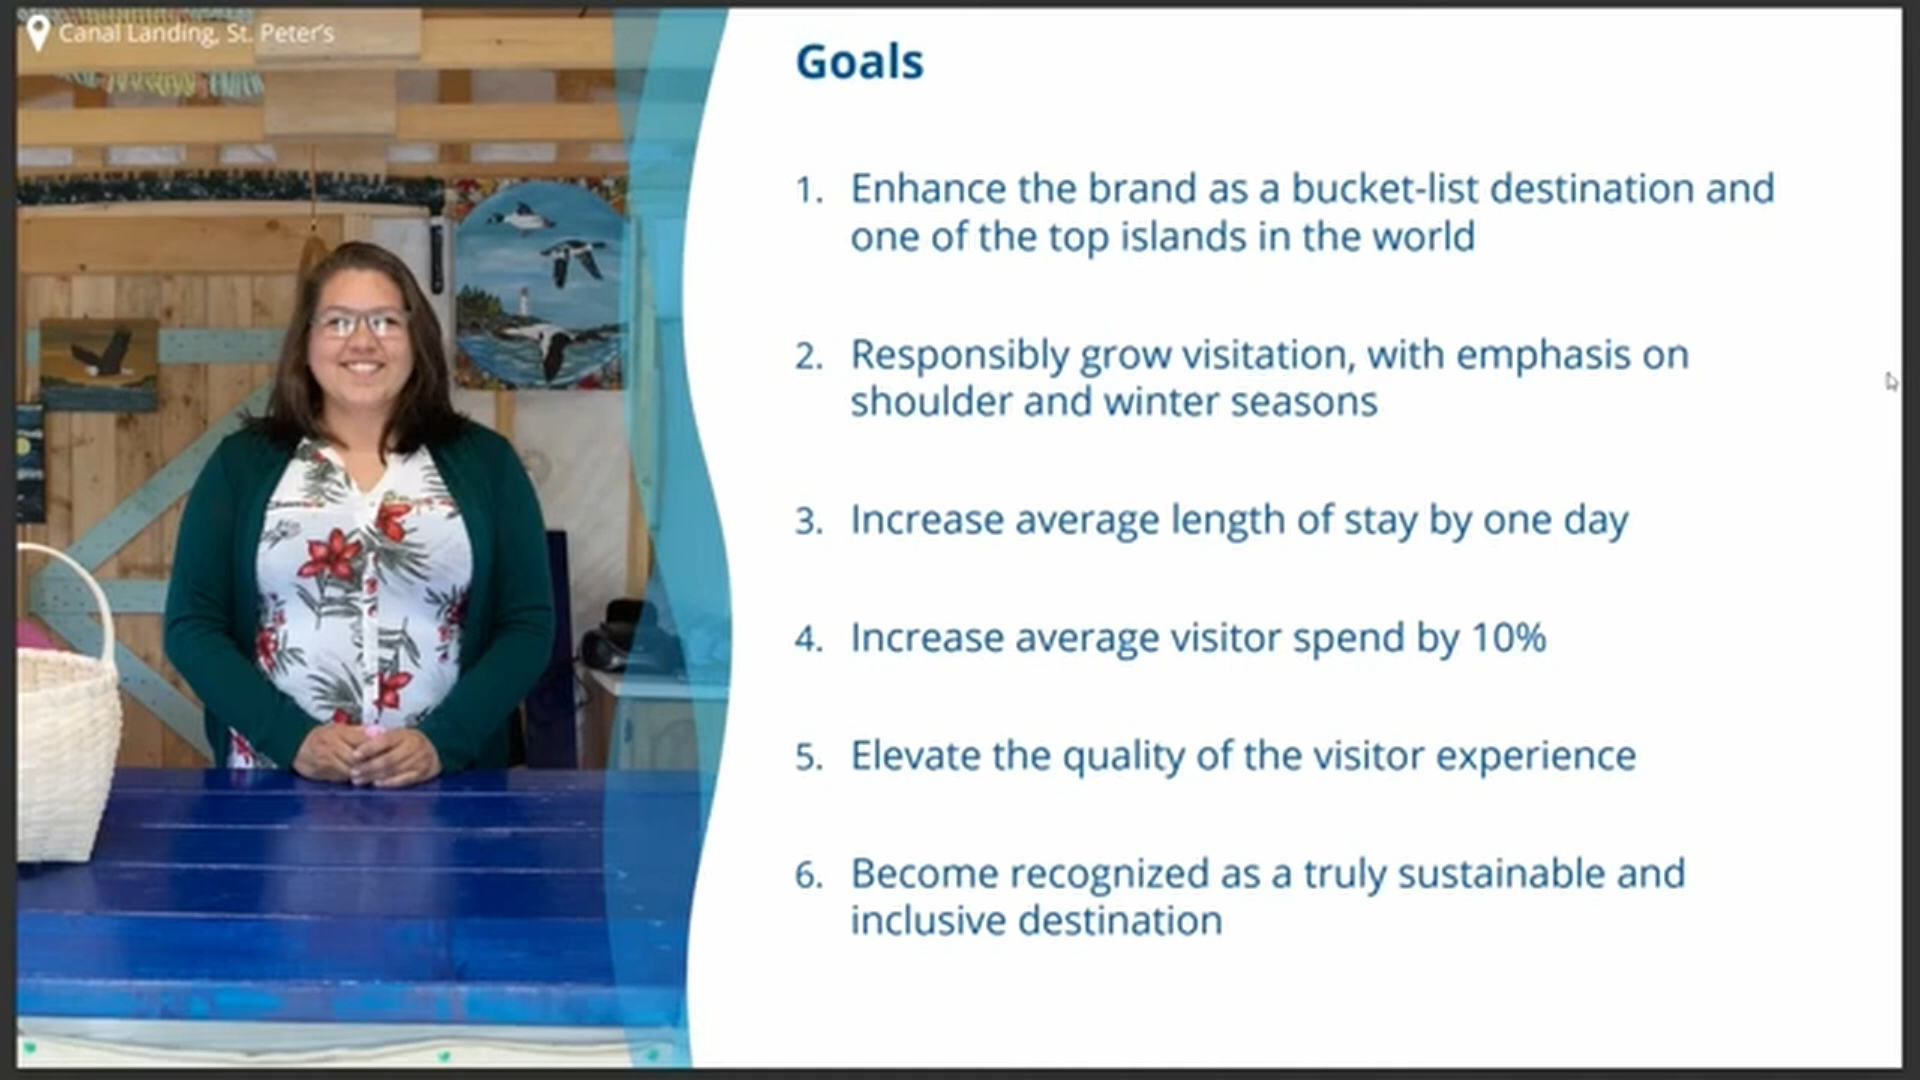 Canal Landing, St. Peter's
Goals
1. Enhance the brand as a bucket-list destination and
one of the top islands in the world
2. Responsibly grow visitation, with emphasis on
shoulder and winter seasons
3. Increase average length of stay by one day
4. Increase average visitor spend by 10%
5. Elevate the quality of the visitor experience
6. Become recognized as a truly sustainable and
inclusive destination